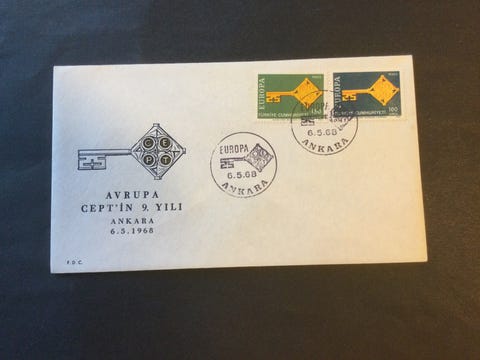 EUROPA
TÜRKİYE CUMHURİYETİ
EUROPA
TÜRKİYE CUMHURİYETİ 100
EUROPA
6.5.68
ANKARA
EUROPA
6.5.68
ANKARA
C E
P T
AVRUPA
CEPT'İN 9. YILI
ANKARA
6.5.1968
F.D.C.